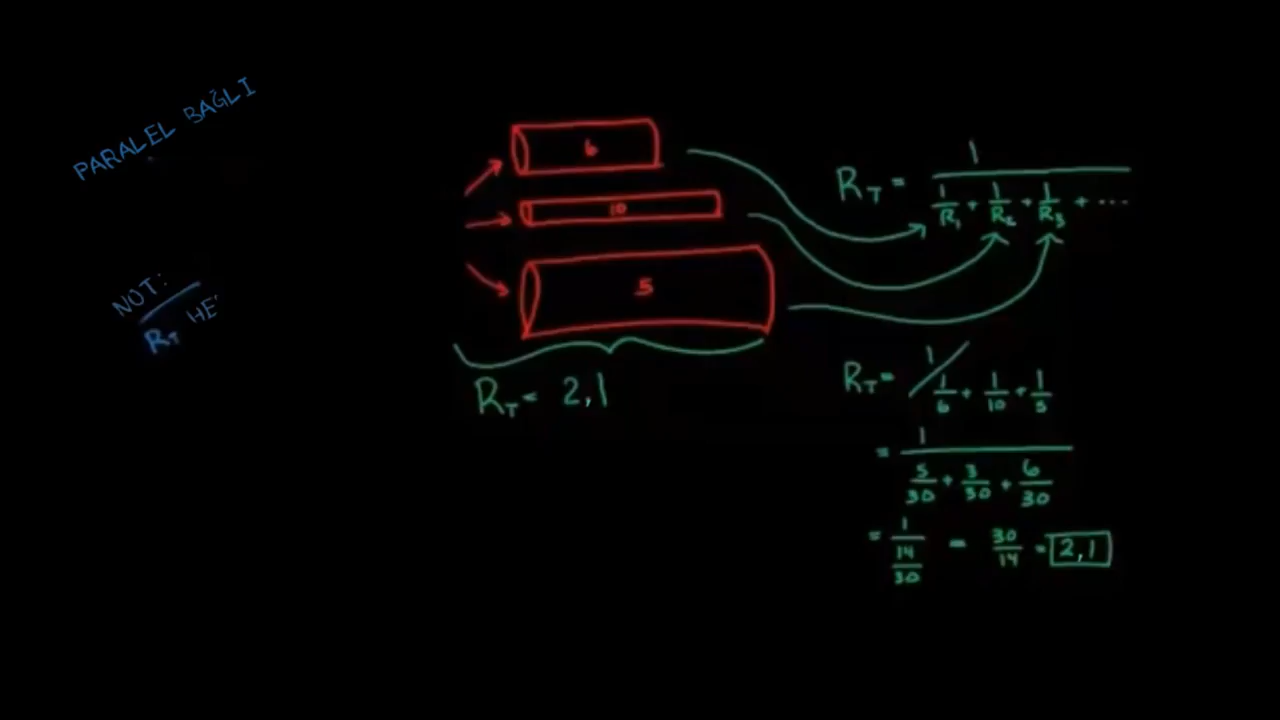 PARALEL BAĞLI
NOT:
R_T HE
6
10
5
R_T = 2,1
R_T = 1 / (1/R_1 + 1/R_2 + 1/R_3 + ...)
R_T = 1 / (1/6 + 1/10 + 1/5)
= 1 / (5/30 + 3/30 + 6/30)
= 1 / (14/30) = 30/14 = 2,1